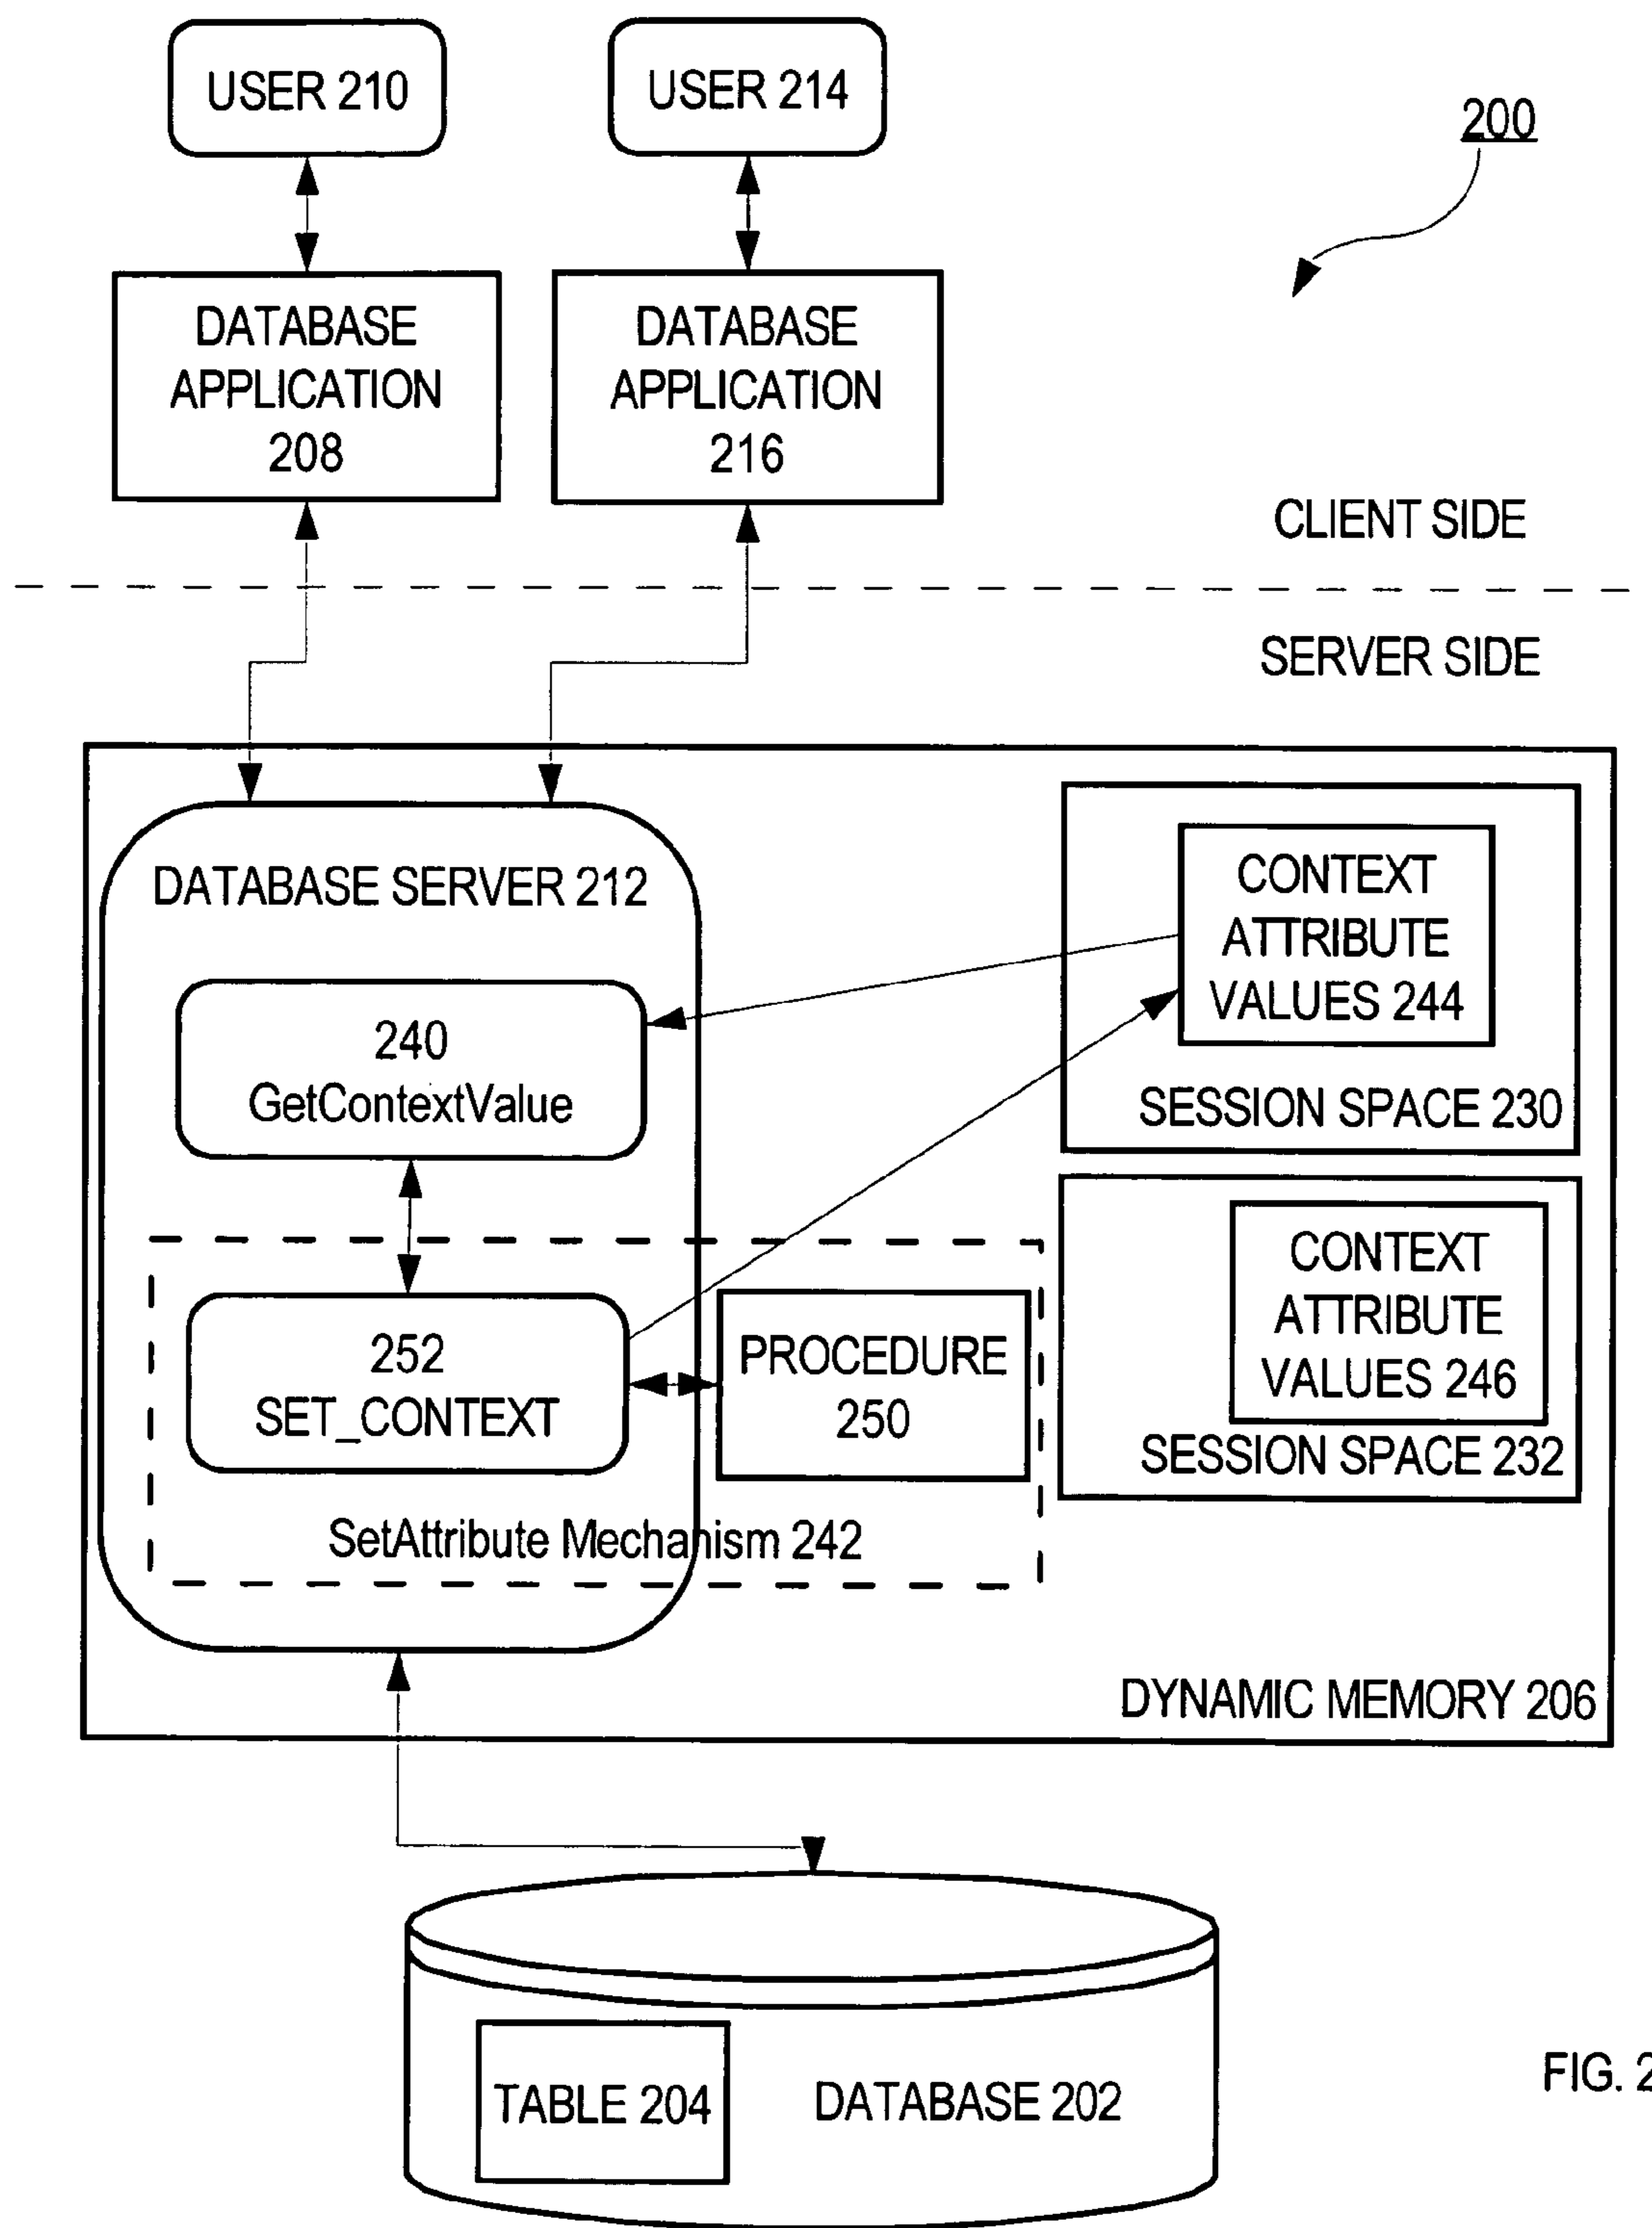 USER 210
USER 214
200
DATABASE
APPLICATION
208
DATABASE
APPLICATION
216
CLIENT SIDE
SERVER SIDE
DATABASE SERVER 212
CONTEXT
ATTRIBUTE
VALUES 244
240
GetContextValue
SESSION SPACE 230
CONTEXT
ATTRIBUTE
VALUES 246
252
SET_CONTEXT
PROCEDURE
250
SESSION SPACE 232
SetAttribute Mechanism 242
DYNAMIC MEMORY 206
TABLE 204
DATABASE 202
FIG. 2